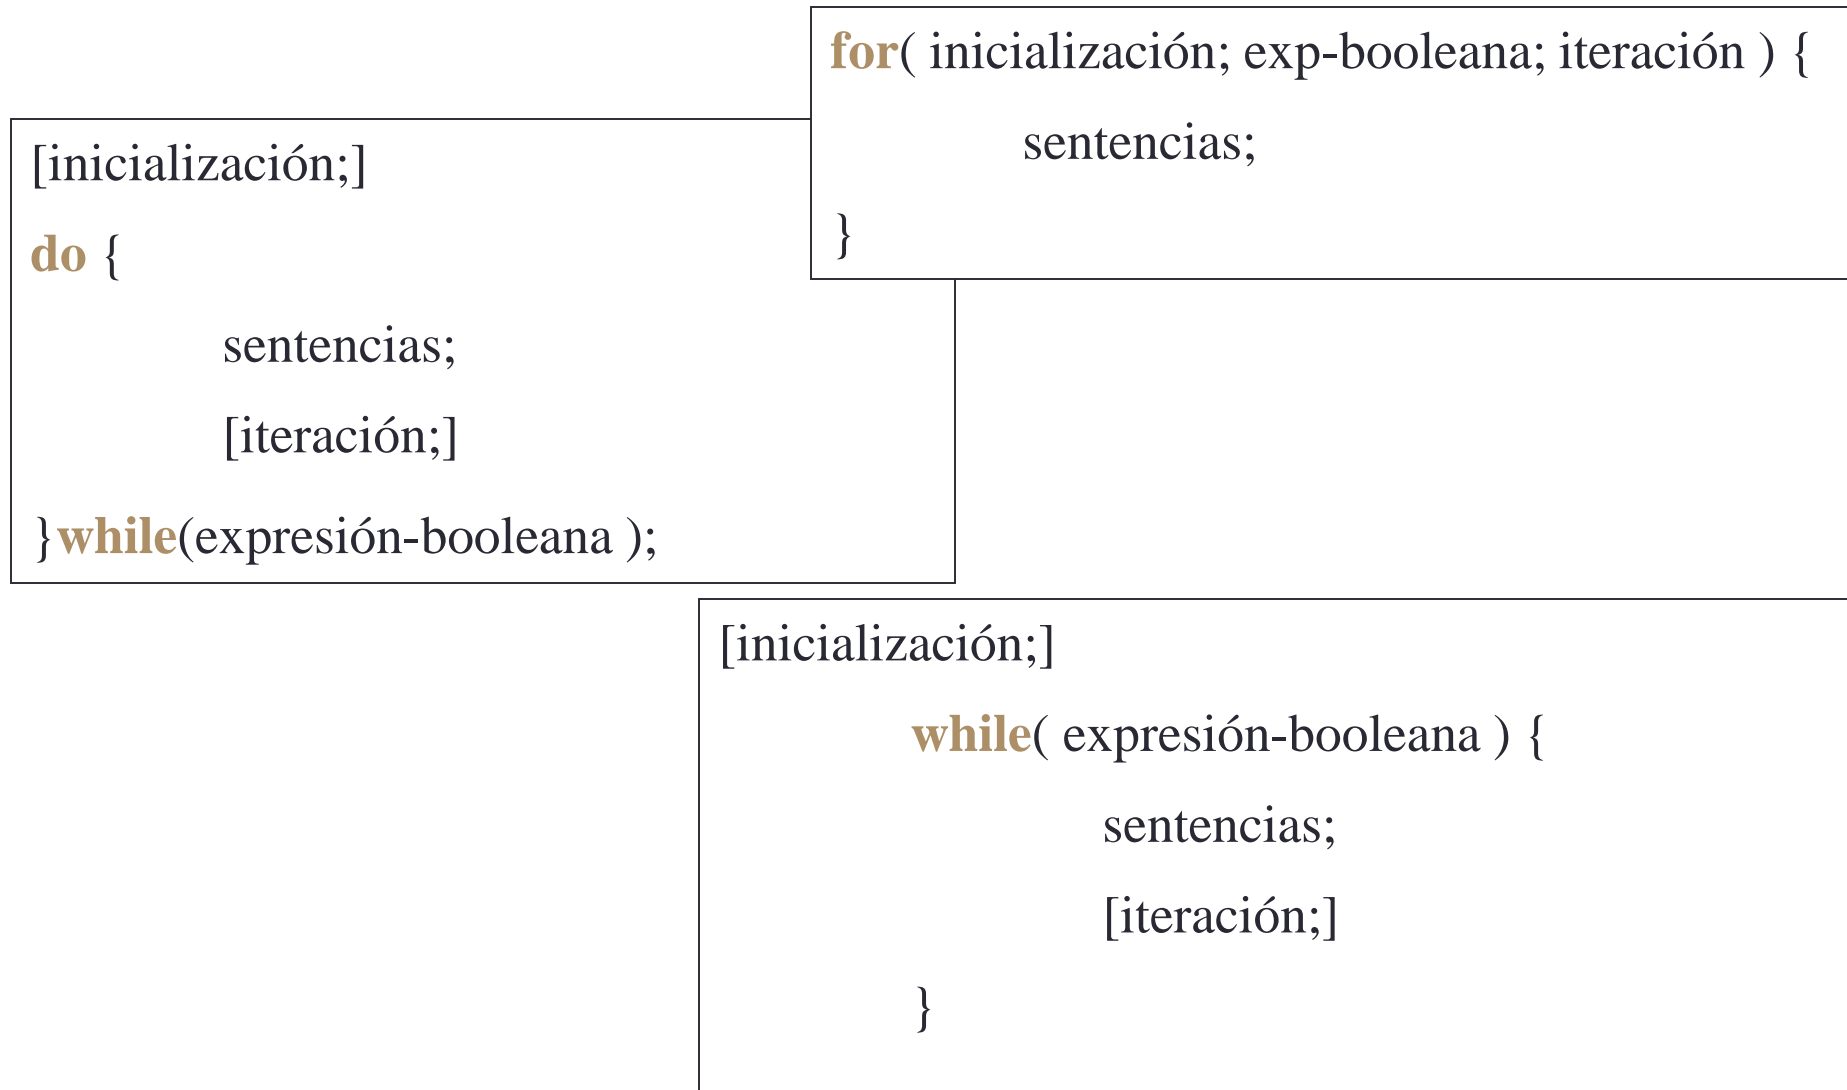 for( inicialización; exp-booleana; iteración ) {
sentencias;
}
[inicialización;]
do {
sentencias;
[iteración;]
}while(expresión-booleana );
[inicialización;]
while( expresión-booleana ) {
sentencias;
[iteración;]
}